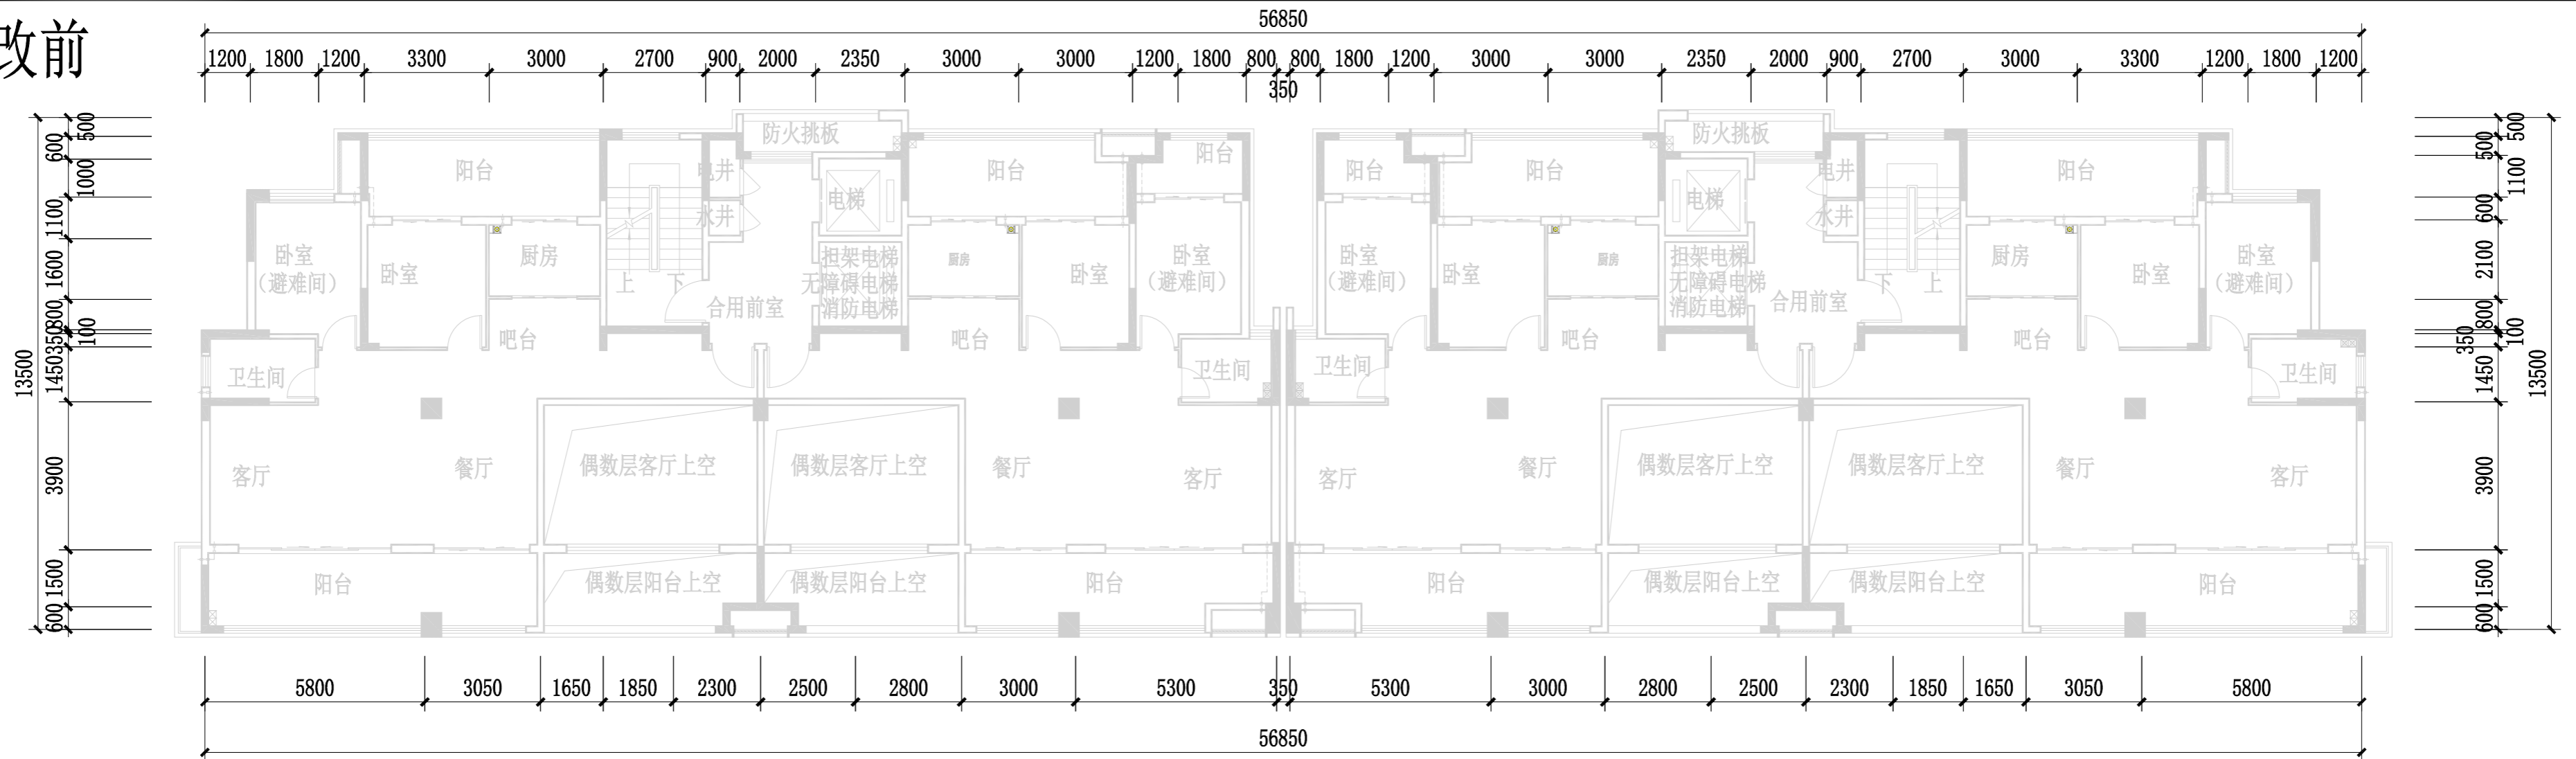 改前
56850
1200 1800 1200 3300 3000 2700 900 2000 2350 3000 3000 1200 1800 800 800 1800 1200 3000 3000 2350 2000 900 2700 3000 3300 1200 1800 1200
350
13500
500
600
1000
1100
1600
800
100
350
1450
3900
1500
600
防火挑板
阳台
电井
水井
电梯
阳台
阳台
卧室
（避难间）
卧室
厨房
上 下
合用前室
担架电梯
无障碍电梯
消防电梯
厨房
卧室
卧室
（避难间）
吧台
吧台
卫生间
卫生间
客厅
餐厅
偶数层客厅上空
偶数层客厅上空
餐厅
客厅
阳台
偶数层阳台上空
偶数层阳台上空
阳台
防火挑板
阳台
阳台
电梯
电井
水井
阳台
卧室
（避难间）
卧室
厨房
担架电梯
无障碍电梯
消防电梯
合用前室
下 上
厨房
卧室
卧室
（避难间）
吧台
吧台
卫生间
卫生间
客厅
餐厅
偶数层客厅上空
偶数层客厅上空
餐厅
客厅
阳台
偶数层阳台上空
偶数层阳台上空
阳台
500
500
1100
600
2100
800
100
350
1450
3900
1500
600
13500
5800 3050 1650 1850 2300 2500 2800 3000 5300 350 5300 3000 2800 2500 2300 1850 1650 3050 5800
56850